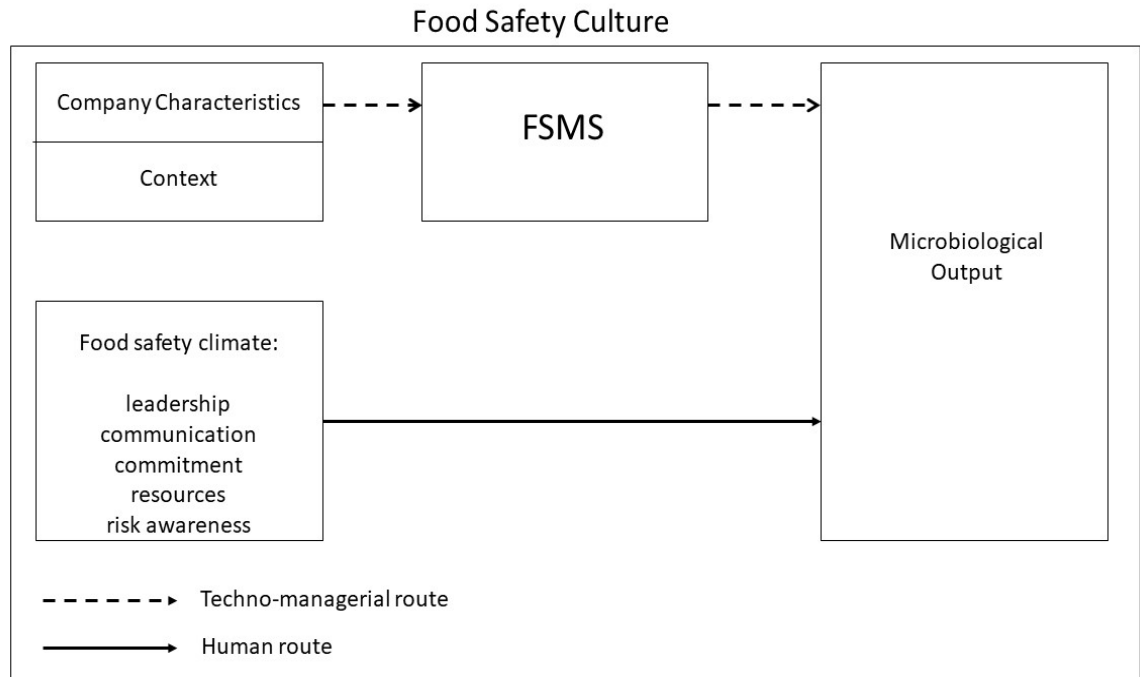 Food Safety Culture
Company Characteristics
Context
FSMS
Microbiological
Output
Food safety climate:
leadership
communication
commitment
resources
risk awareness
Techno-managerial route
Human route